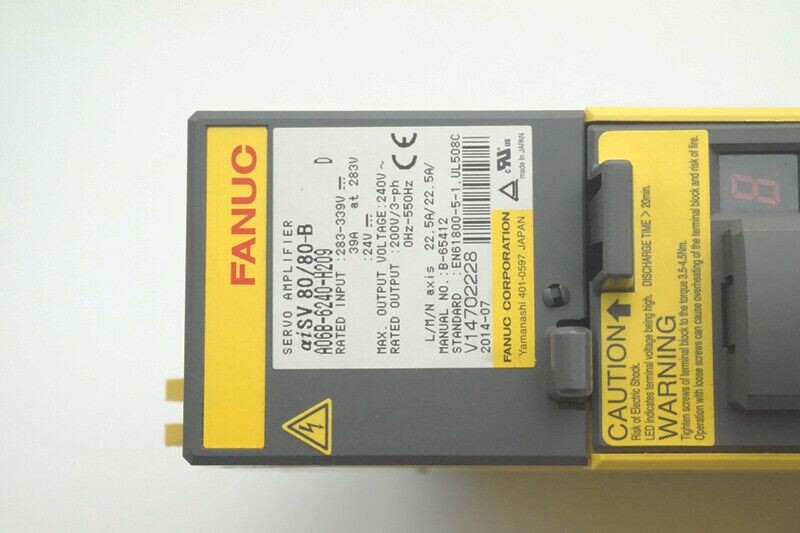 FANUC
SERVO AMPLIFIER
αiSV 80/80-B
A06B-6240-H209 D
RATED INPUT :283-339V
39A at 283V
:24V
MAX. OUTPUT VOLTAGE:240V~
RATED OUTPUT :200V/3-ph
0Hz-550Hz
L/M/N axis 22.5A/22.5A/
MANUAL NO.:B-65412
STANDARD :EN61800-5-1,UL508C
V14702228
2014-07
CE
c UL us
made in JAPAN
FANUC CORPORATION
Yamanashi 401-0597 JAPAN
CAUTION
Risk of Electric Shock.
LED indicates terminal voltage being high. DISCHARGE TIME > 20min.
WARNING
Tighten screws of terminal block to the torque 3.5-4.5Nm.
Operation with loose screws can cause overheating of the terminal block and risk of fire.
8